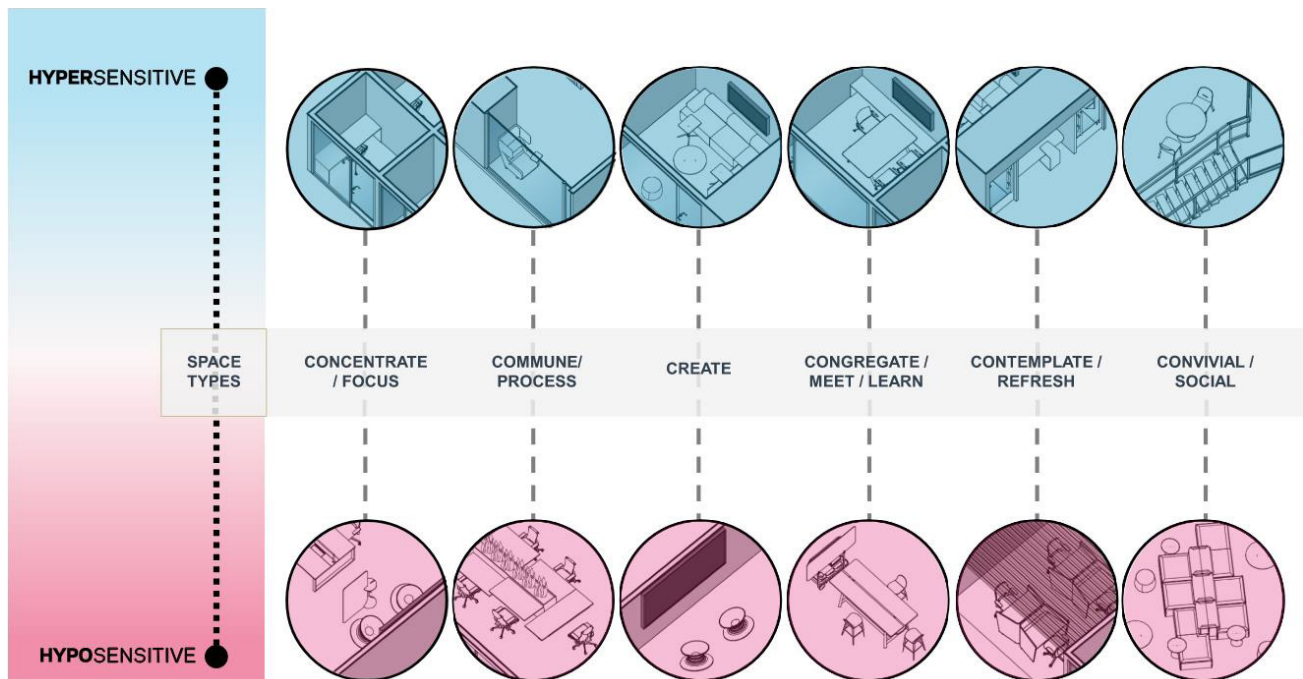 HYPERSENSITIVE
SPACE
TYPES
CONCENTRATE
/ FOCUS
COMMUNE/
PROCESS
CREATE
CONGREGATE /
MEET / LEARN
CONTEMPLATE /
REFRESH
CONVIVIAL /
SOCIAL
HYPOSENSITIVE